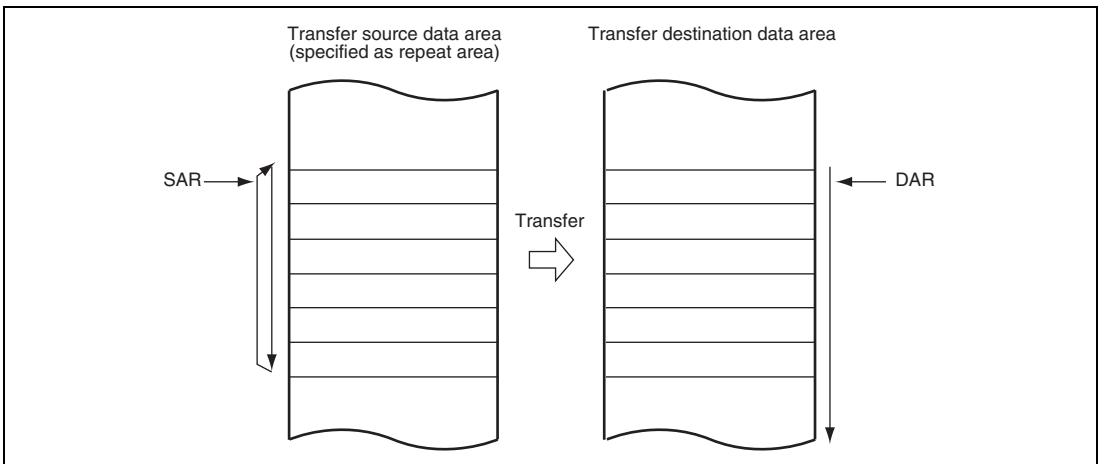 Transfer source data area
(specified as repeat area)
Transfer destination data area
SAR
Transfer
DAR